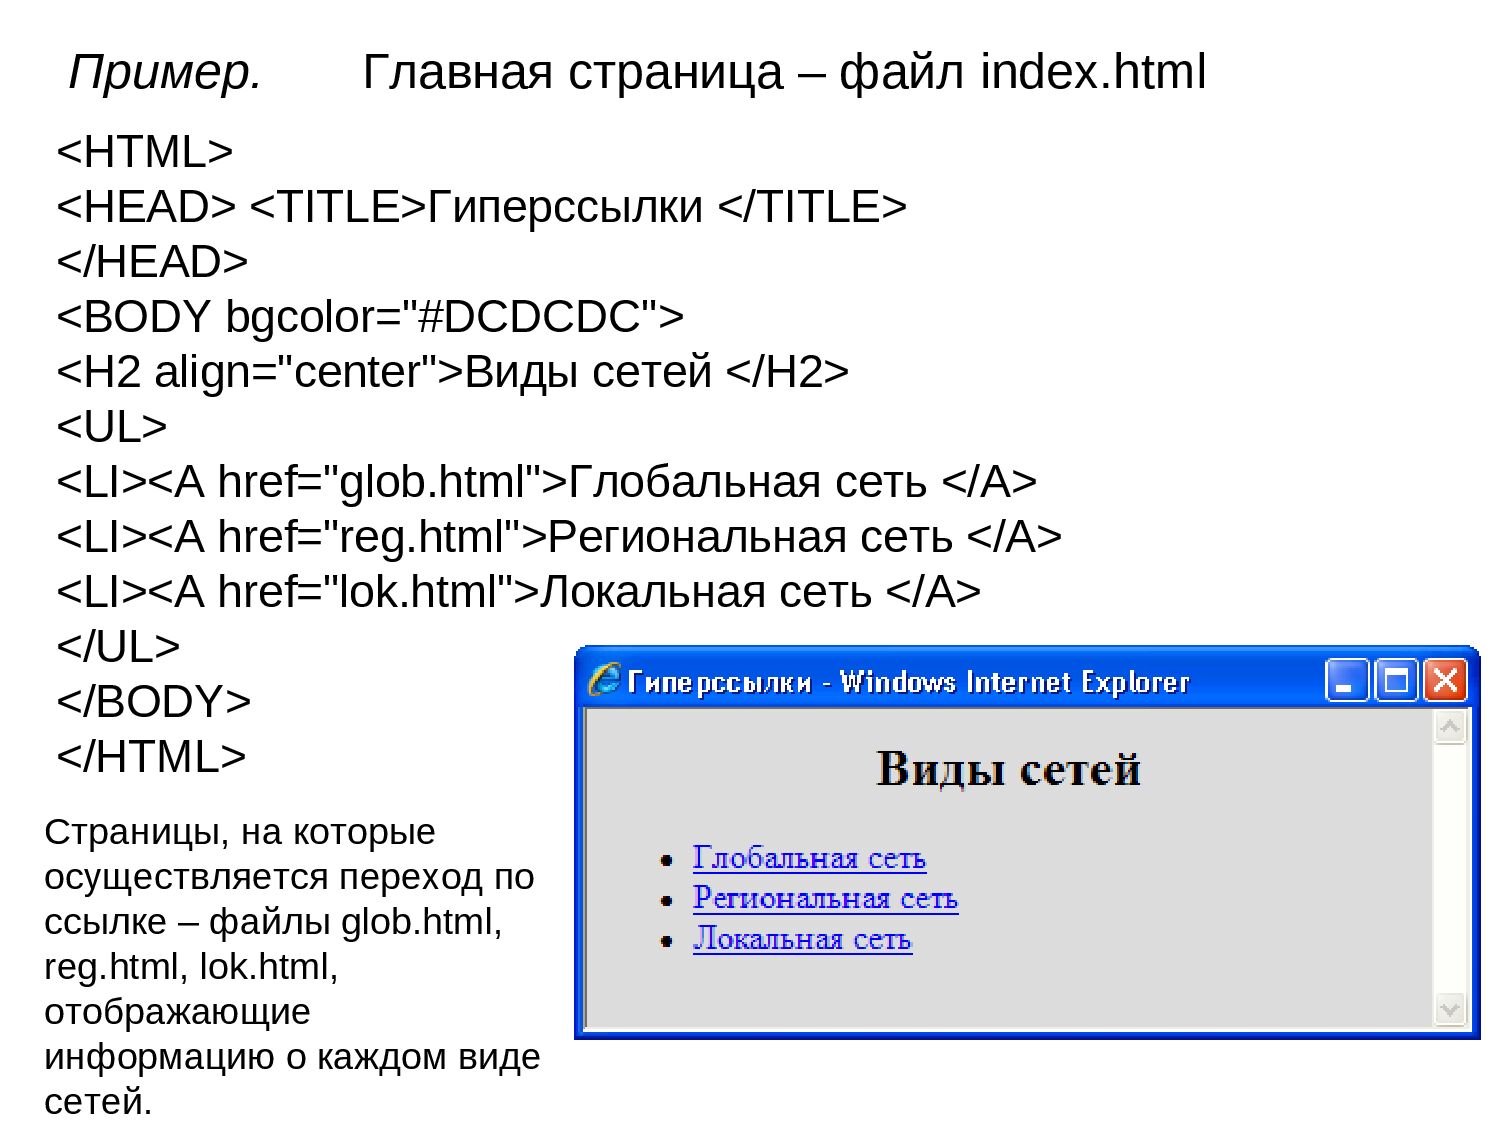 Пример. Главная страница – файл index.html
<HTML>
<HEAD> <TITLE>Гиперссылки </TITLE>
</HEAD>
<BODY bgcolor="#DCDCDC">
<H2 align="center">Виды сетей </H2>
<UL>
<LI><A href="glob.html">Глобальная сеть </A>
<LI><A href="reg.html">Региональная сеть </A>
<LI><A href="lok.html">Локальная сеть </A>
</UL>
</BODY>
</HTML>
Страницы, на которые
осуществляется переход по
ссылке – файлы glob.html,
reg.html, lok.html,
отображающие
информацию о каждом виде
сетей.
Гиперссылки - Windows Internet Explorer
Виды сетей
• Глобальная сеть
• Региональная сеть
• Локальная сеть